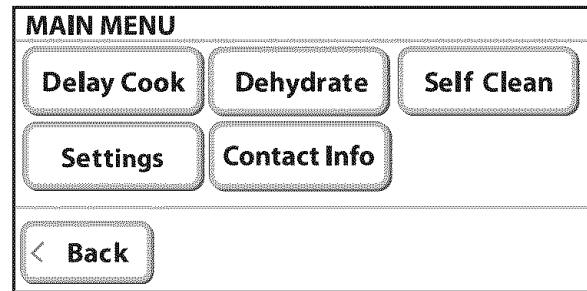 MAIN MENU
Delay Cook Dehydrate Self Clean
Settings Contact Info
< Back